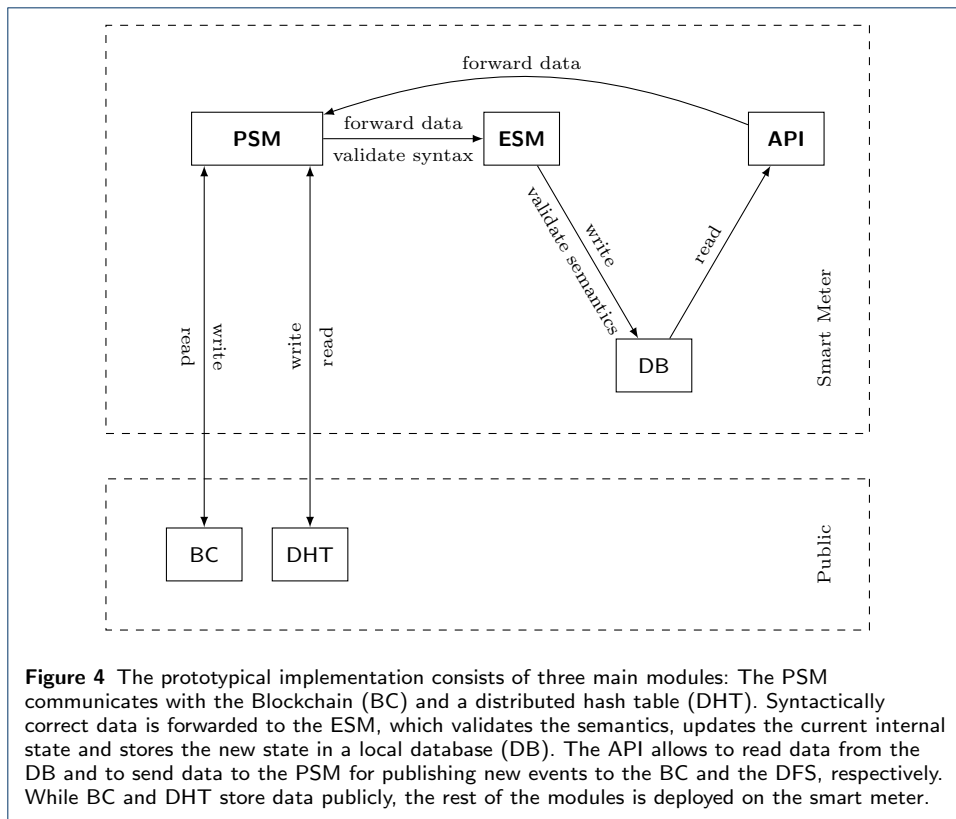 forward data
PSM
forward data
validate syntax
ESM
API
write
validate semantics
read
DB
Smart Meter
read
write
write
read
BC
DHT
Public
Figure 4 The prototypical implementation consists of three main modules: The PSM
communicates with the Blockchain (BC) and a distributed hash table (DHT). Syntactically
correct data is forwarded to the ESM, which validates the semantics, updates the current internal
state and stores the new state in a local database (DB). The API allows to read data from the
DB and to send data to the PSM for publishing new events to the BC and the DFS, respectively.
While BC and DHT store data publicly, the rest of the modules is deployed on the smart meter.